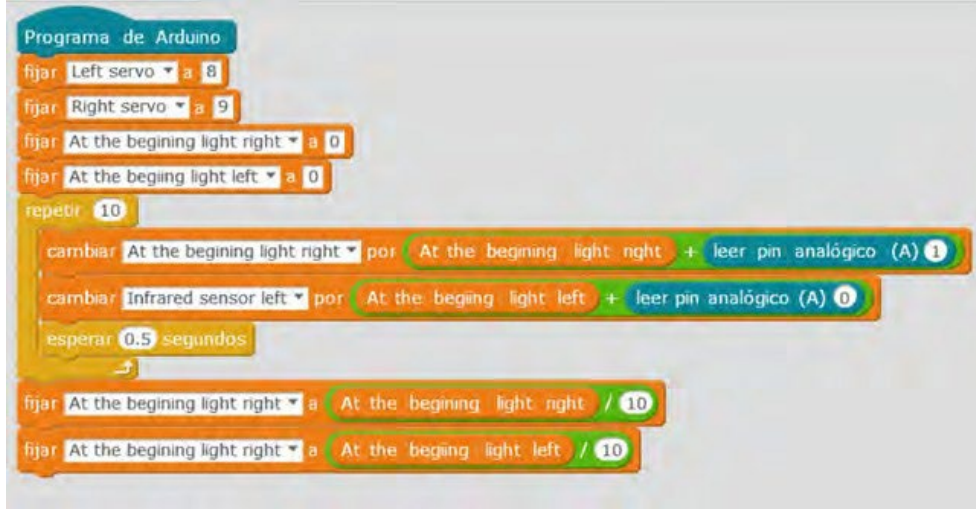 Programa de Arduino
fijar Left servo a 8
fijar Right servo a 9
fijar At the begining light right a 0
fijar At the begiing light left a 0
repetir 10
cambiar At the begining light right por At the begining light right + leer pin analógico (A) 1
cambiar Infrared sensor left por At the begiing light left + leer pin analógico (A) 0
esperar 0.5 segundos
fijar At the begining light right a At the begining light right / 10
fijar At the begining light right a At the begiing light left / 10